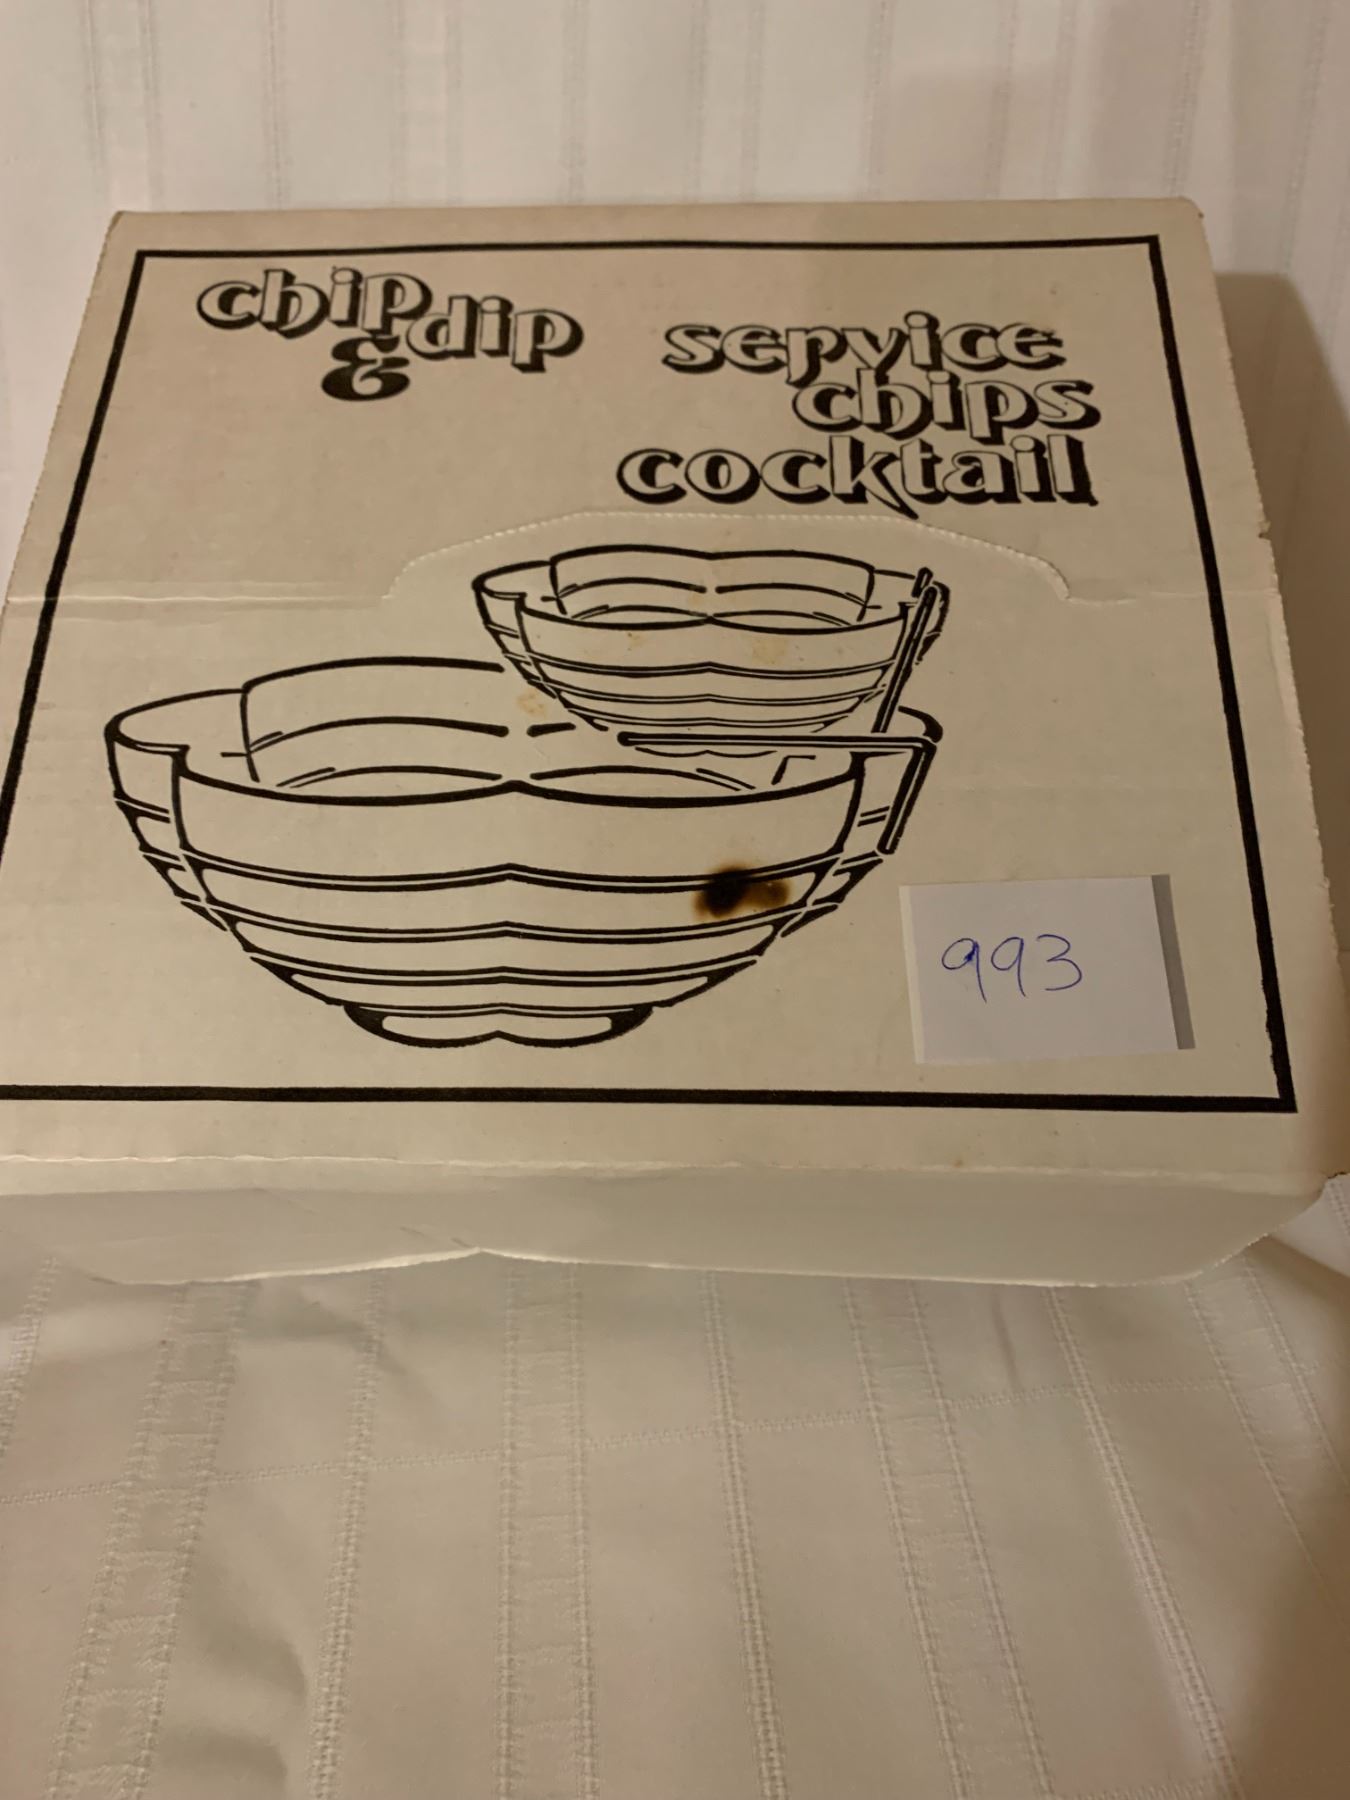 chip
& dip
service
chips
cocktail
993